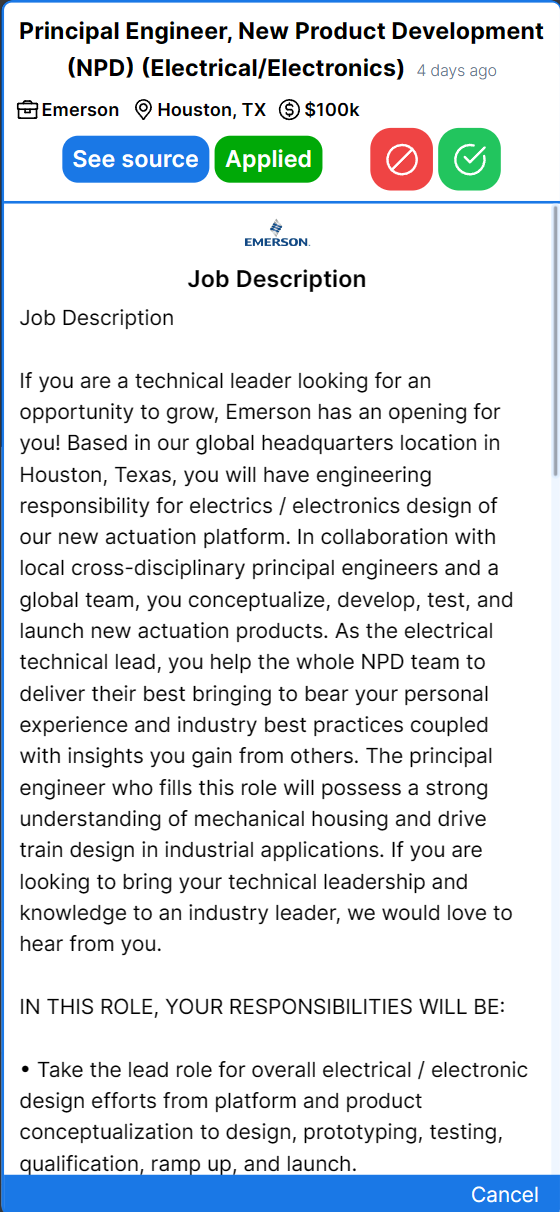 Principal Engineer, New Product Development
(NPD) (Electrical/Electronics) 4 days ago
Emerson Houston, TX $100k
See source Applied
EMERSON.
Job Description
Job Description
If you are a technical leader looking for an
opportunity to grow, Emerson has an opening for
you! Based in our global headquarters location in
Houston, Texas, you will have engineering
responsibility for electrics / electronics design of
our new actuation platform. In collaboration with
local cross-disciplinary principal engineers and a
global team, you conceptualize, develop, test, and
launch new actuation products. As the electrical
technical lead, you help the whole NPD team to
deliver their best bringing to bear your personal
experience and industry best practices coupled
with insights you gain from others. The principal
engineer who fills this role will possess a strong
understanding of mechanical housing and drive
train design in industrial applications. If you are
looking to bring your technical leadership and
knowledge to an industry leader, we would love to
hear from you.
IN THIS ROLE, YOUR RESPONSIBILITIES WILL BE:
• Take the lead role for overall electrical / electronic
design efforts from platform and product
conceptualization to design, prototyping, testing,
qualification, ramp up, and launch.
Cancel